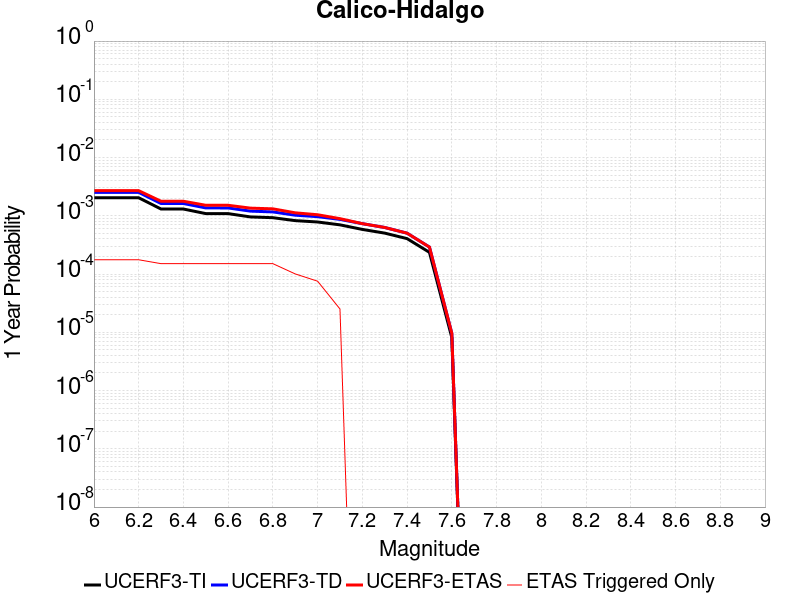 Calico-Hidalgo
10^0
10^-1
10^-2
10^-3
10^-4
10^-5
10^-6
10^-7
10^-8
1 Year Probability
6 6.2 6.4 6.6 6.8 7 7.2 7.4 7.6 7.8 8 8.2 8.4 8.6 8.8 9
Magnitude
UCERF3-TI UCERF3-TD UCERF3-ETAS ETAS Triggered Only